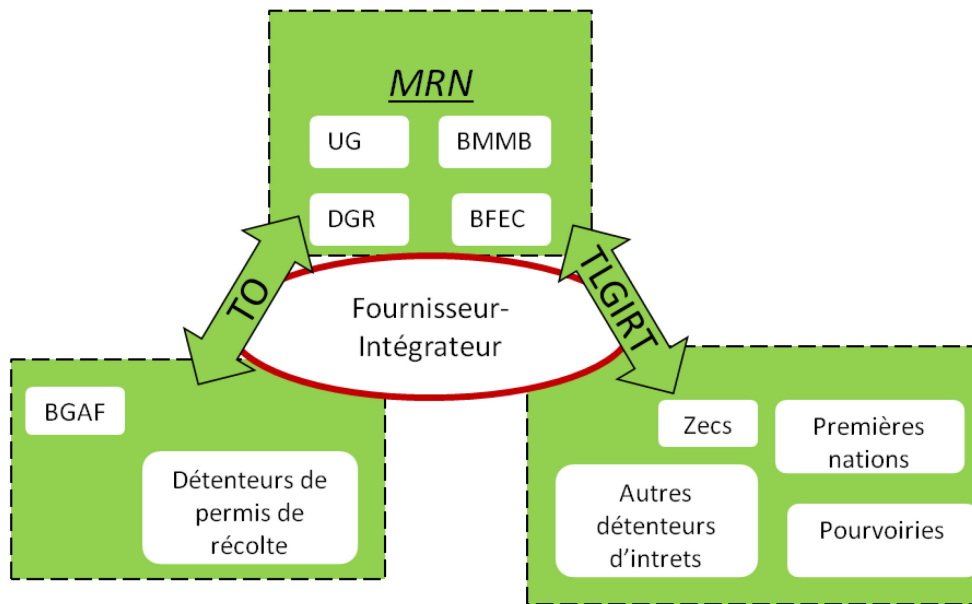 MRN
UG
BMMB
DGR
BFEC
TO
TLGIRT
Fournisseur-
Intégrateur
BGAF
Détenteurs de
permis de
récolte
Zecs
Premières
nations
Autres
détenteurs
d'intrets
Pourvoiries